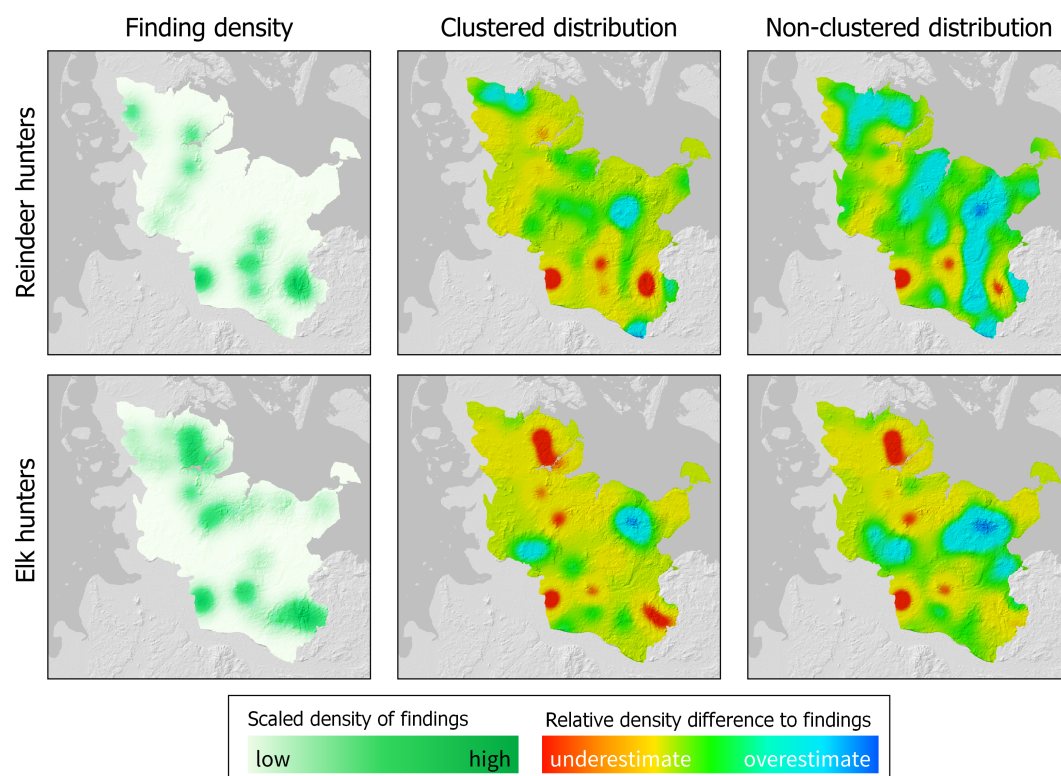 Finding density
Clustered distribution
Non-clustered distribution
Reindeer hunters
Elk hunters
Scaled density of findings
low
high
Relative density difference to findings
underestimate
overestimate